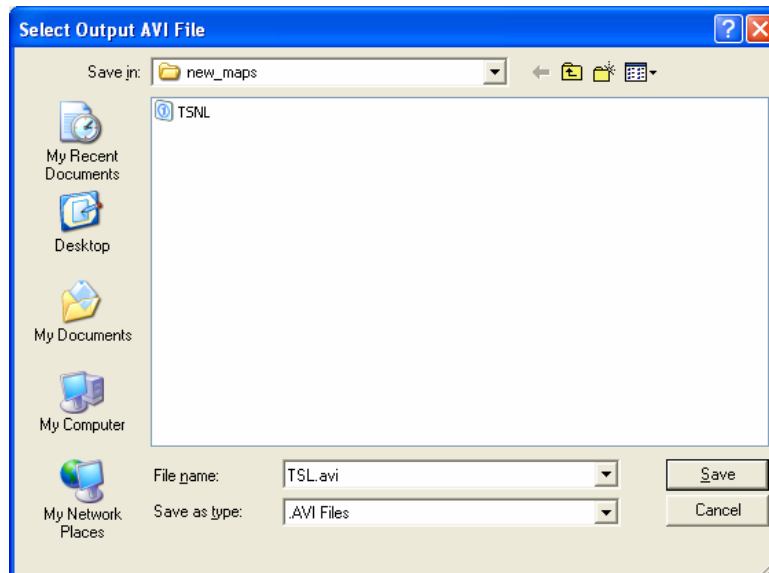 Select Output AVI File
Save in:
new_maps
TSNL
My Recent
Documents
Desktop
My Documents
My Computer
My Network
Places
File name:
TSL.avi
Save
Save as type:
.AVI Files
Cancel